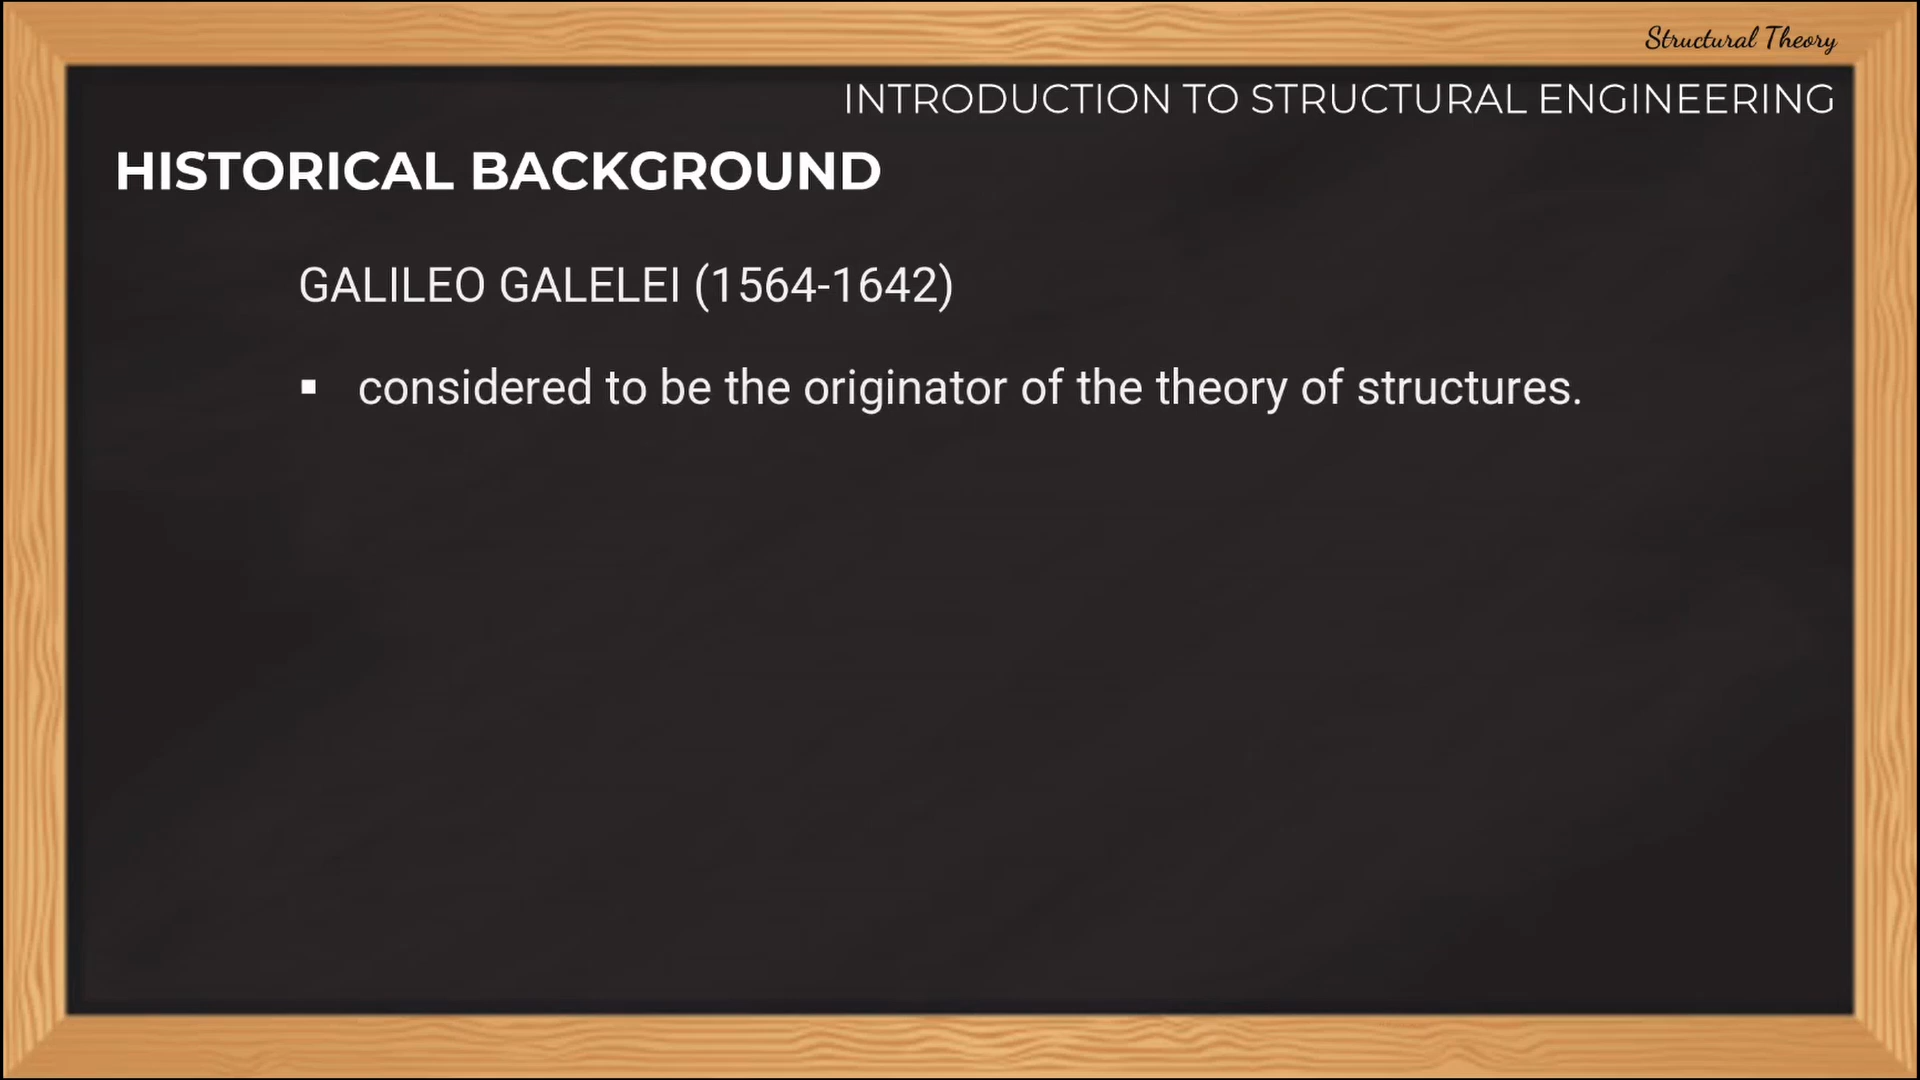 Structural Theory
INTRODUCTION TO STRUCTURAL ENGINEERING
HISTORICAL BACKGROUND
GALILEO GALELEI (1564-1642)
▪ considered to be the originator of the theory of structures.